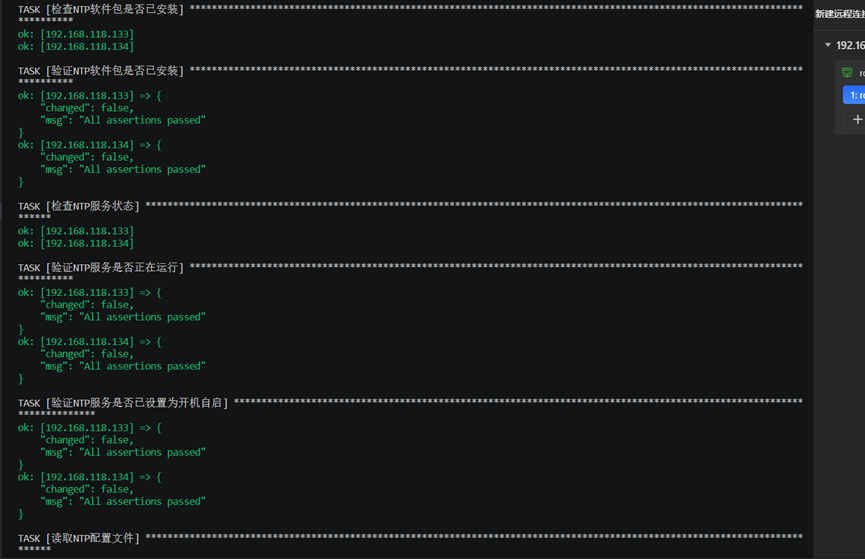 TASK [检查NTP软件包是否已安装] ***************************************************************************************************************
**********
ok: [192.168.118.133]
ok: [192.168.118.134]
TASK [验证NTP软件包是否已安装] ***************************************************************************************************************
**********
ok: [192.168.118.133] => {
    "changed": false,
    "msg": "All assertions passed"
}
ok: [192.168.118.134] => {
    "changed": false,
    "msg": "All assertions passed"
}
TASK [检查NTP服务状态] ***********************************************************************************************************************
******
ok: [192.168.118.133]
ok: [192.168.118.134]
TASK [验证NTP服务是否正在运行] ***************************************************************************************************************
**********
ok: [192.168.118.133] => {
    "changed": false,
    "msg": "All assertions passed"
}
ok: [192.168.118.134] => {
    "changed": false,
    "msg": "All assertions passed"
}
TASK [验证NTP服务是否已设置为开机自启] *******************************************************************************************************
**************
ok: [192.168.118.133] => {
    "changed": false,
    "msg": "All assertions passed"
}
ok: [192.168.118.134] => {
    "changed": false,
    "msg": "All assertions passed"
}
TASK [读取NTP配置文件] ***********************************************************************************************************************
******
新建远程连
192.16
1: r